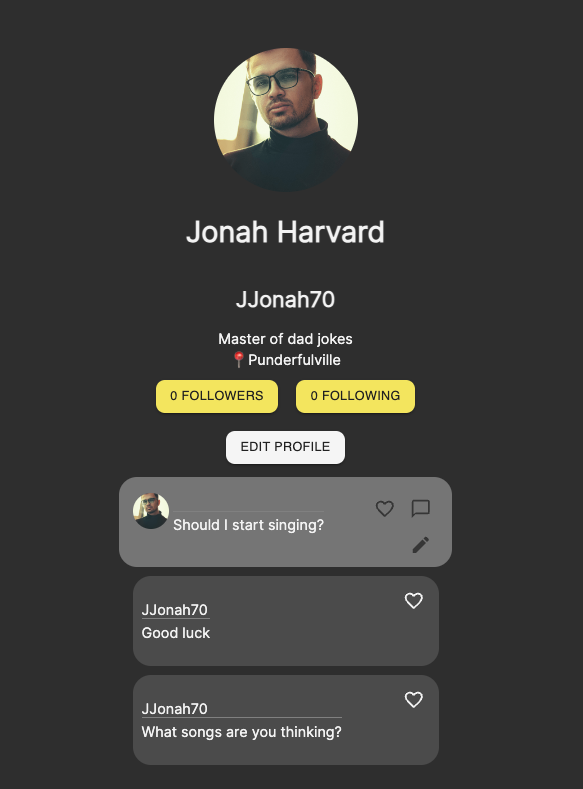 Jonah Harvard
JJonah70
Master of dad jokes
📍Punderfulville
0 FOLLOWERS
0 FOLLOWING
EDIT PROFILE
Should I start singing?
JJonah70
Good luck
JJonah70
What songs are you thinking?